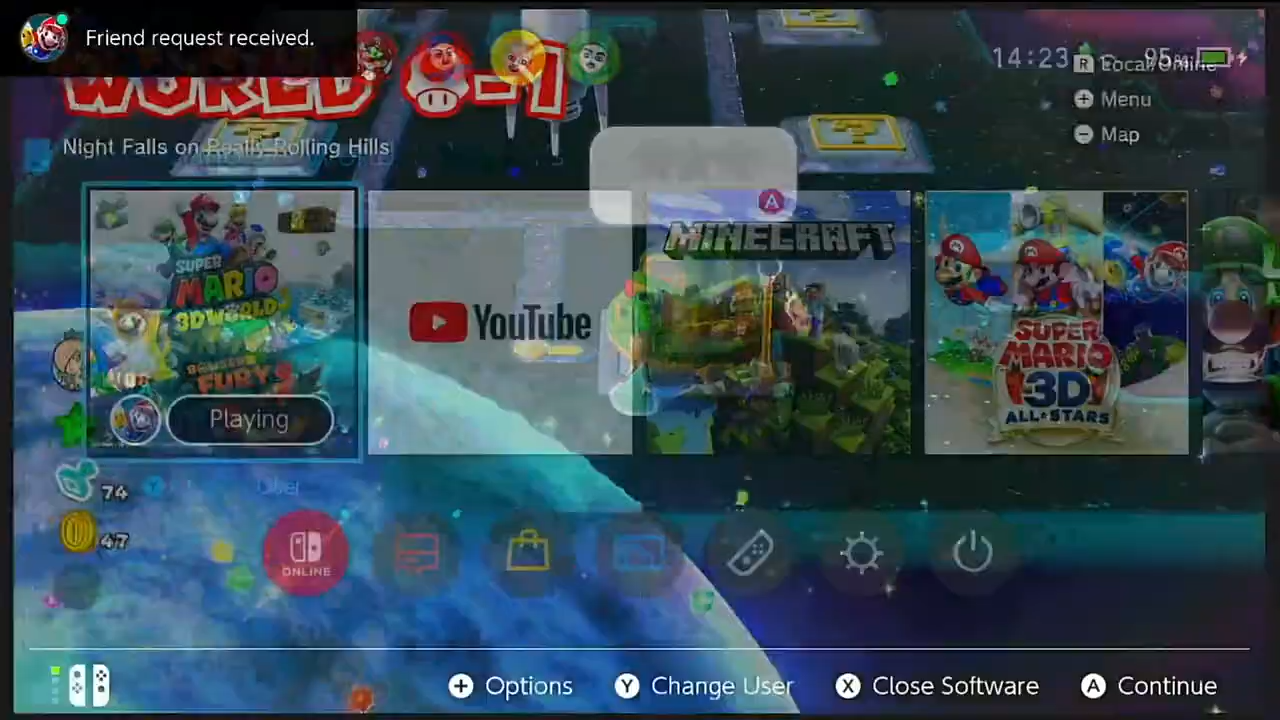 Friend request received.
WORLD -1
14:23
95%
R Local/Online
+ Menu
- Map
Night Falls on Really Rolling Hills
SUPER
MARIO
3D WORLD
BOWSER'S
FURY
Playing
YouTube
A
MINECRAFT
SUPER
MARIO
3D
ALL★STARS
74
Y
47
ONLINE
+ Options
Y Change User
X Close Software
A Continue